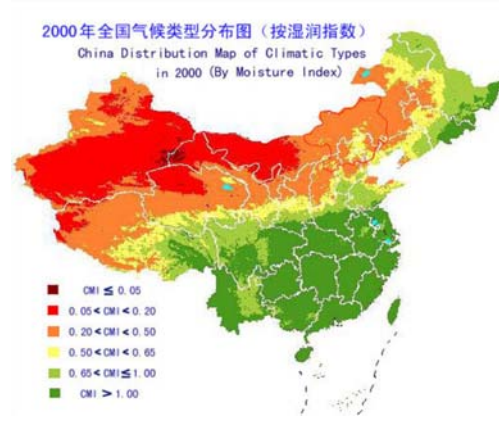 2000年全国气候类型分布图（按湿润指数）
China Distribution Map of Climatic Types
in 2000 (By Moisture Index)
CMI ≤ 0.05
0.05 < CMI < 0.20
0.20 < CMI < 0.50
0.50 < CMI < 0.65
0.65 < CMI ≤ 1.00
CMI > 1.00